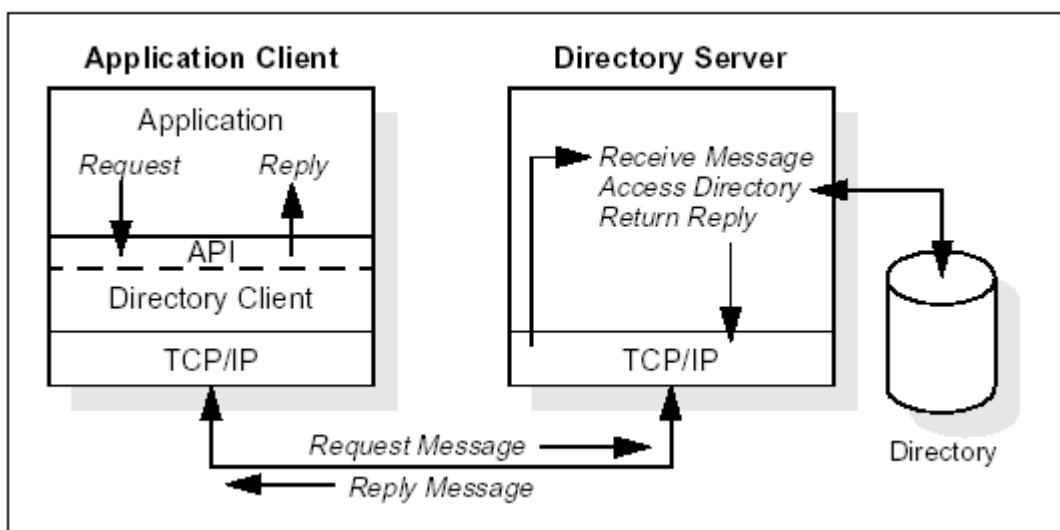 Application Client
Directory Server
Application
Request
Reply
API
Directory Client
TCP/IP
Receive Message
Access Directory
Return Reply
TCP/IP
Directory
Request Message
Reply Message